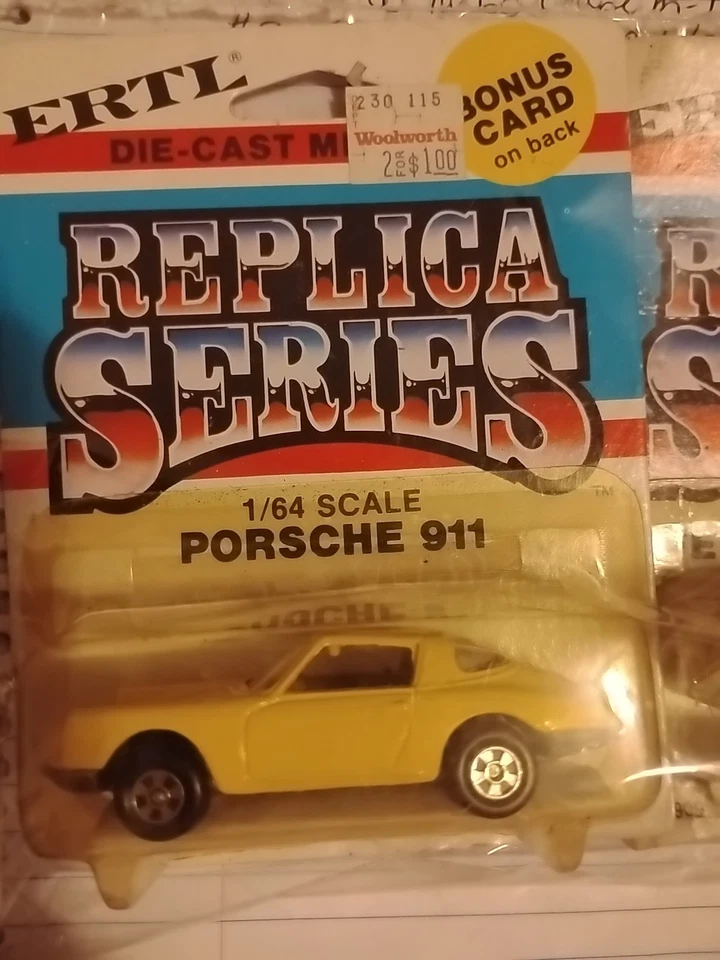 ERTL®
DIE-CAST
230 115
Woolworth
2 FOR $1.00
BONUS
CARD
on back
REPLICA
SERIES
™
1/64 SCALE
PORSCHE 911